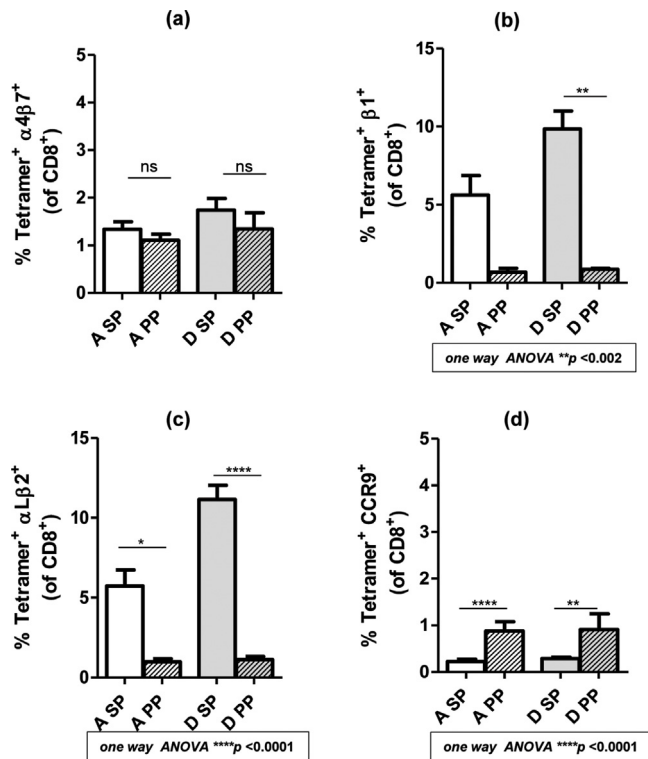 (a)
% Tetramer⁺ α4β7⁺
(of CD8⁺)
5
4
3
2
1
0
ns
ns
A SP
A PP
D SP
D PP
(b)
% Tetramer⁺ β1⁺
(of CD8⁺)
15
10
5
0
**
A SP
A PP
D SP
D PP
one way ANOVA **p <0.002
(c)
% Tetramer⁺ αLβ2⁺
(of CD8⁺)
15
10
5
0
*
****
A SP
A PP
D SP
D PP
one way ANOVA ****p <0.0001
(d)
% Tetramer⁺ CCR9⁺
(of CD8⁺)
5
4
3
2
1
0
****
**
A SP
A PP
D SP
D PP
one way ANOVA ****p <0.0001